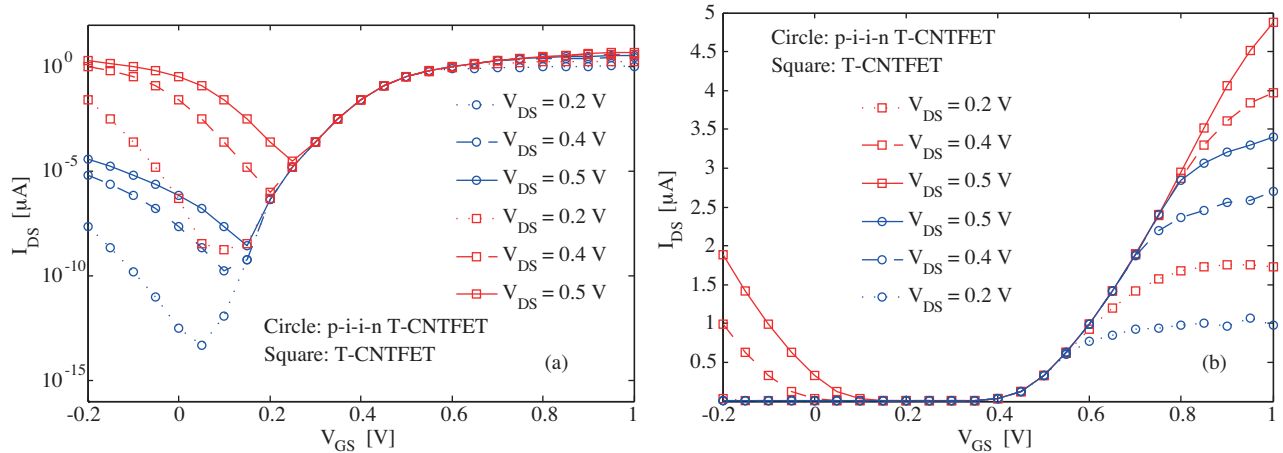 10^0
10^-5
10^-10
10^-15
I_DS [µA]
-0.2 0 0.2 0.4 0.6 0.8 1
V_GS [V]
V_DS = 0.2 V
V_DS = 0.4 V
V_DS = 0.5 V
V_DS = 0.2 V
V_DS = 0.4 V
V_DS = 0.5 V
Circle: p-i-i-n T-CNTFET
Square: T-CNTFET
(a)
5
4.5
4
3.5
3
2.5
2
1.5
1
0.5
I_DS [µA]
-0.2 0 0.2 0.4 0.6 0.8 1
V_GS [V]
Circle: p-i-i-n T-CNTFET
Square: T-CNTFET
V_DS = 0.2 V
V_DS = 0.4 V
V_DS = 0.5 V
V_DS = 0.5 V
V_DS = 0.4 V
V_DS = 0.2 V
(b)